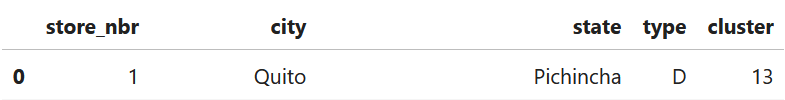 store_nbr city state type cluster
0 1 Quito Pichincha D 13